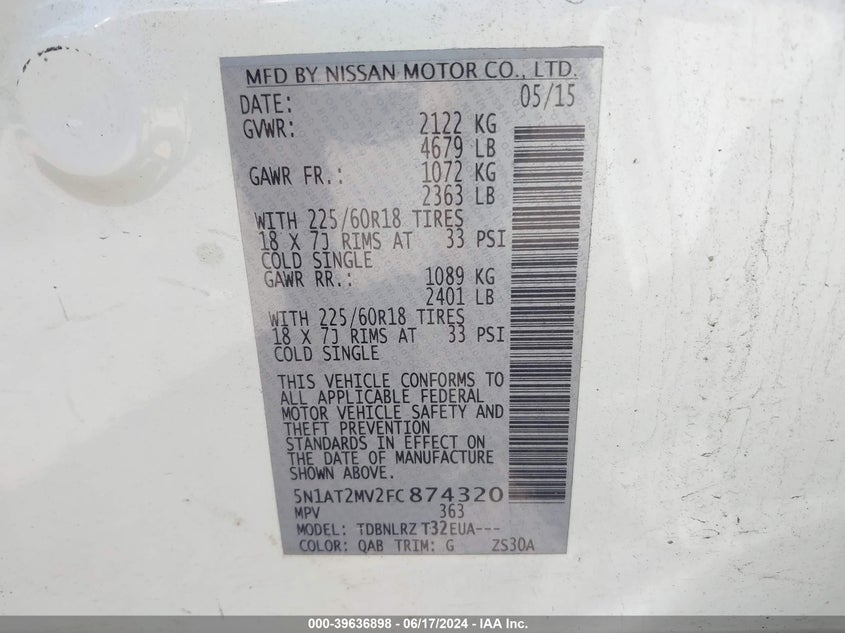 MFD BY NISSAN MOTOR CO., LTD.
DATE: 05/15
GVWR: 2122 KG
4679 LB
GAWR FR.: 1072 KG
2363 LB
WITH 225/60R18 TIRES
18 X 7J RIMS AT 33 PSI
COLD SINGLE
GAWR RR.: 1089 KG
2401 LB
WITH 225/60R18 TIRES
18 X 7J RIMS AT 33 PSI
COLD SINGLE
THIS VEHICLE CONFORMS TO
ALL APPLICABLE FEDERAL
MOTOR VEHICLE SAFETY AND
THEFT PREVENTION
STANDARDS IN EFFECT ON
THE DATE OF MANUFACTURE
SHOWN ABOVE.
5N1AT2MV2FC874320
MPV 363
MODEL: TDBNLRZ T32EUA---
COLOR: QAB TRIM: G ZS30A
000-39636898 - 06/17/2024 - IAA Inc.